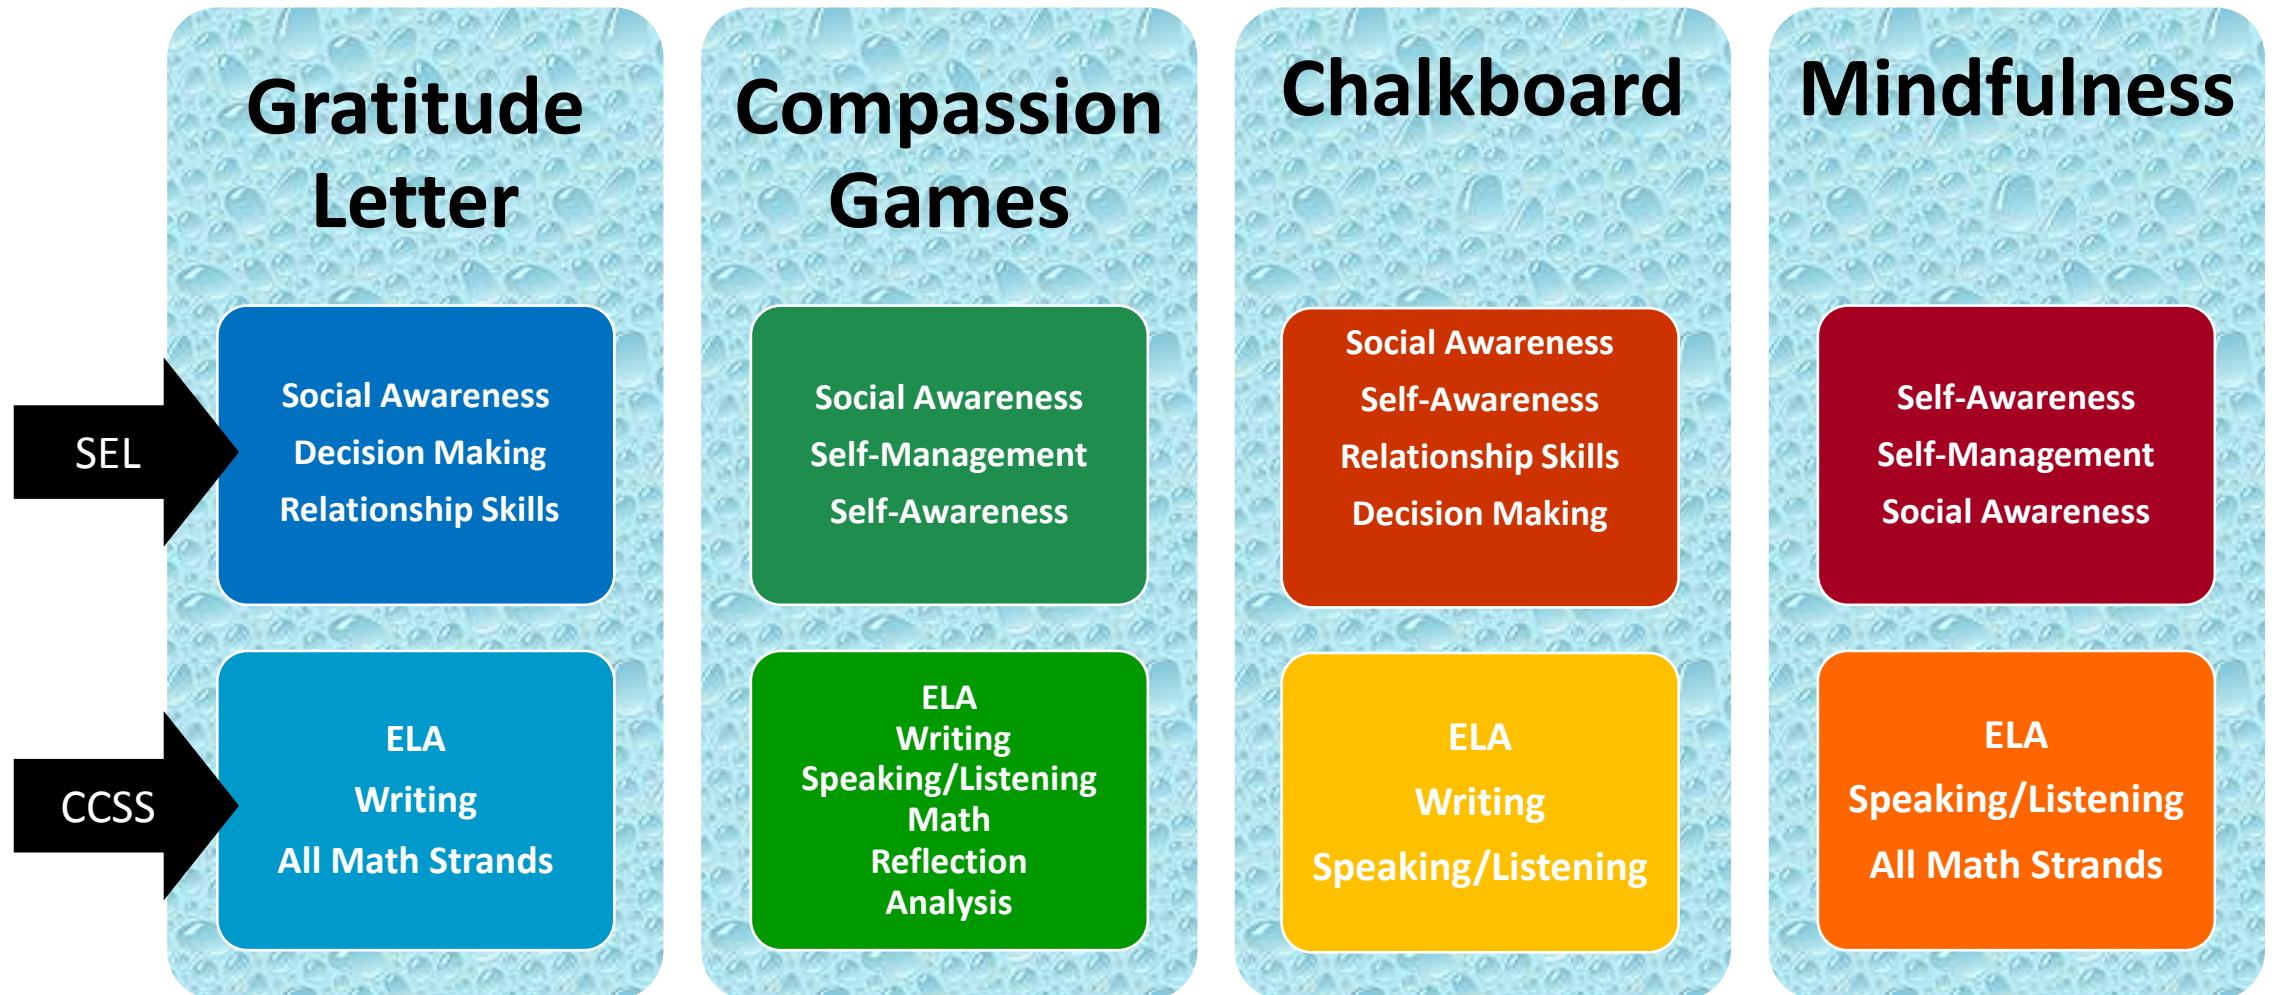 Gratitude
Letter
Compassion
Games
Chalkboard
Mindfulness
SEL
Social Awareness
Decision Making
Relationship Skills
Social Awareness
Self-Management
Self-Awareness
Social Awareness
Self-Awareness
Relationship Skills
Decision Making
Self-Awareness
Self-Management
Social Awareness
CCSS
ELA
Writing
All Math Strands
ELA
Writing
Speaking/Listening
Math
Reflection
Analysis
ELA
Writing
Speaking/Listening
ELA
Speaking/Listening
All Math Strands